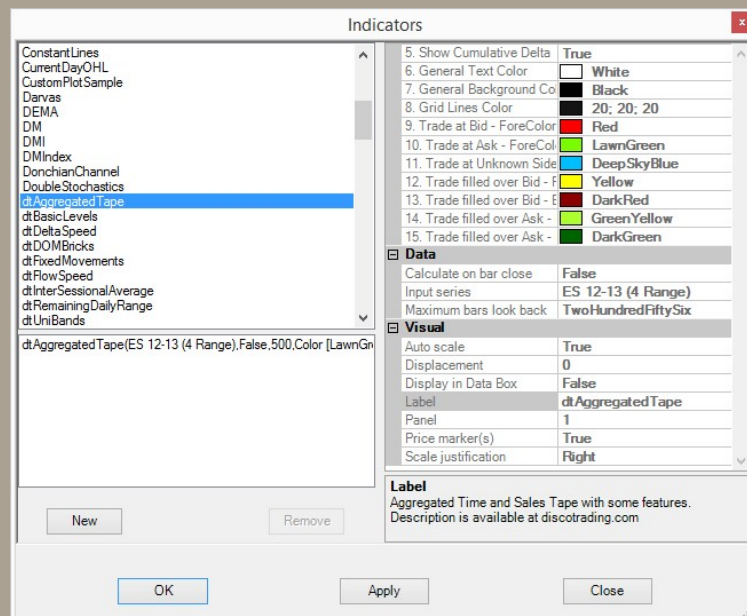 Indicators
x
ConstantLines
CurrentDayOHL
CustomPlotSample
Darvas
DEMA
DM
DMI
DMIndex
DonchianChannel
DoubleStochastics
dtAggregatedTape
dtBasicLevels
dtDeltaSpeed
dtDOMBricks
dtFixedMovements
dtFlowSpeed
dtInterSessionalAverage
dtRemainingDailyRange
dtUniBands
dtAggregatedTape(ES 12-13 (4 Range),False,500,Color [LawnGr
New
Remove
5. Show Cumulative Delta True
6. General Text Color White
7. General Background Co Black
8. Grid Lines Color 20; 20; 20
9. Trade at Bid - ForeColor Red
10. Trade at Ask - ForeCol LawnGreen
11. Trade at Unknown Side DeepSkyBlue
12. Trade filled over Bid - F Yellow
13. Trade filled over Bid - E DarkRed
14. Trade filled over Ask - GreenYellow
15. Trade filled over Ask - DarkGreen
Data
Calculate on bar close False
Input series ES 12-13 (4 Range)
Maximum bars look back TwoHundredFiftySix
Visual
Auto scale True
Displacement 0
Display in Data Box False
Label dtAggregatedTape
Panel 1
Price marker(s) True
Scale justification Right
Label
Aggregated Time and Sales Tape with some features.
Description is available at discotrading.com
OK
Apply
Close